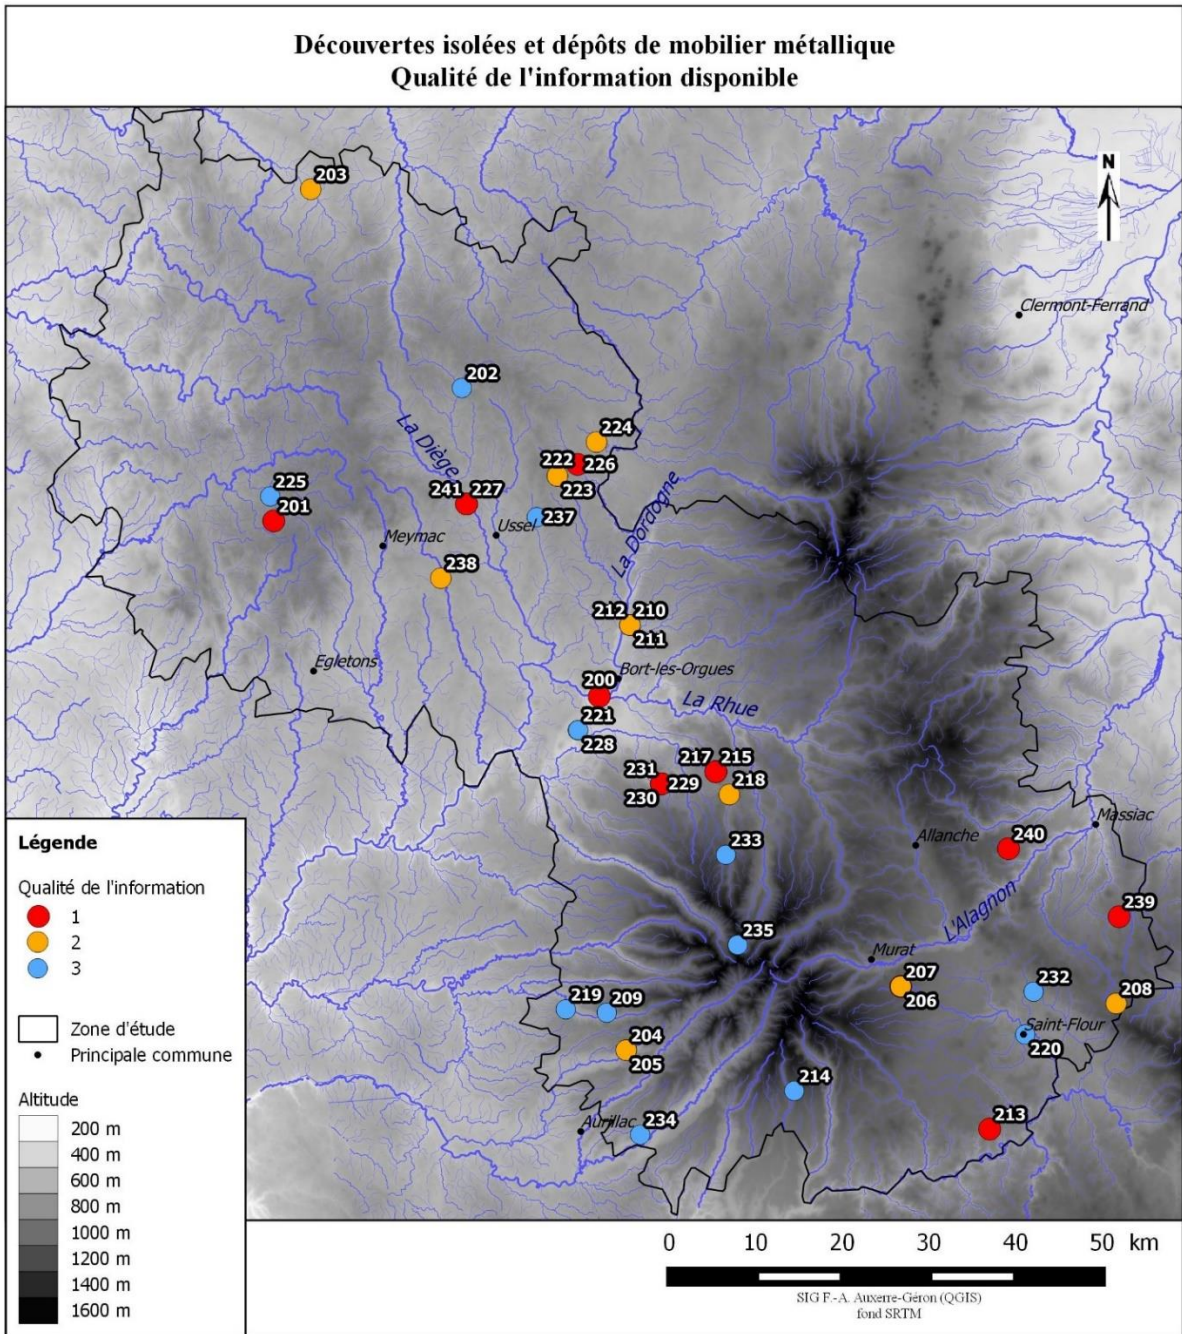 Découvertes isolées et dépôts de mobilier métallique
Qualité de l'information disponible
N
203
Clermont-Ferrand
202
La Diège
224
222
226
223
225
201
241
227
237
Ussel
La Dordogne
Meymac
238
212
210
211
Egletons
Bort-les-Orgues
200
La Rhue
221
228
217
215
231
229
230
218
Massiac
240
Allanche
233
239
L'Alagnon
235
Murat
207
206
232
208
219
209
Saint-Flour
220
204
205
214
213
Aurillac
234
Légende
Qualité de l'information
1
2
3
Zone d'étude
Principale commune
Altitude
200 m
400 m
600 m
800 m
1000 m
1200 m
1400 m
1600 m
0 10 20 30 40 50 km
SIG F.-A. Auxerre-Géron (QGIS)
fond SRTM